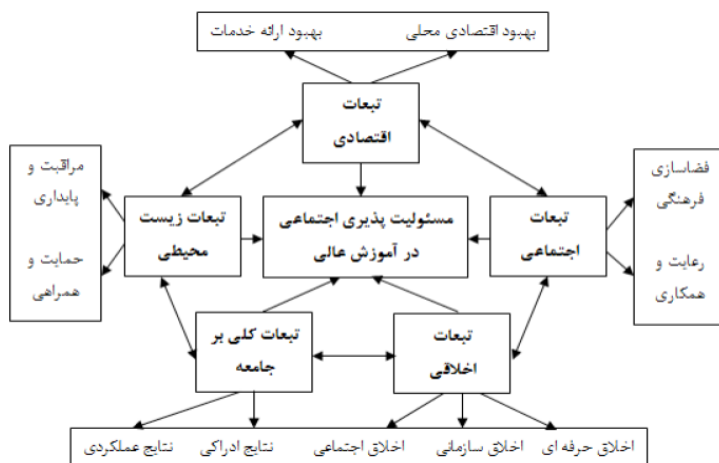 بهبود اقتصادی محلی
بهبود ارائه خدمات
تبعات
اقتصادی
فضاسازی
فرهنگی
رعایت و
همکاری
تبعات
اجتماعی
مسئولیت پذیری اجتماعی
در آموزش عالی
تبعات زیست
محیطی
مراقبت و
پایداری
حمایت و
همراهی
تبعات
اخلاقی
تبعات کلی بر
جامعه
اخلاق حرفه ای
اخلاق سازمانی
اخلاق اجتماعی
نتایج ادراکی
نتایج عملکردی